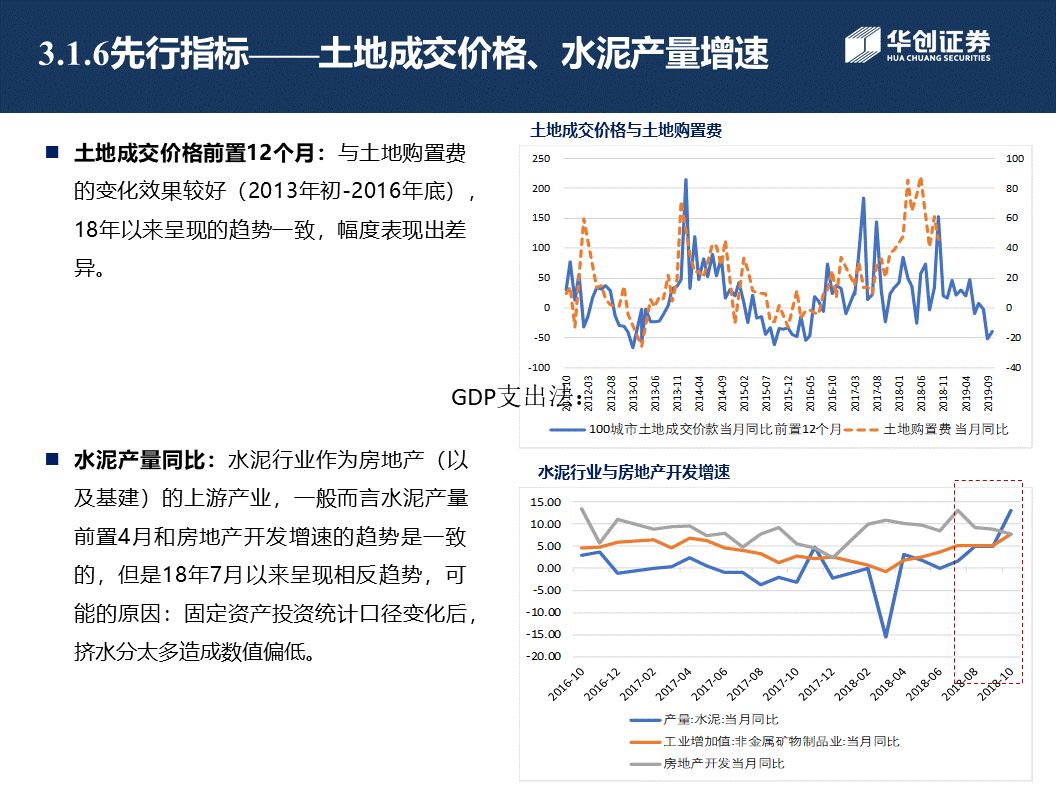 3.1.6先行指标——土地成交价格、水泥产量增速
华创证券
HUA CHUANG SECURITIES
土地成交价格前置12个月：与土地购置费
的变化效果较好（2013年初-2016年底），
18年以来呈现的趋势一致，幅度表现出差
异。
土地成交价格与土地购置费
250
200
150
100
50
0
-50
-100
100
80
60
40
20
0
-20
-40
2012-03
2012-08
2013-01
2013-06
2013-11
2014-04
2014-09
2015-02
2015-07
2015-12
2016-05
2016-10
2017-03
2017-08
2018-01
2018-06
2018-11
2019-04
2019-09
GDP支出法：
100城市土地成交价款当月同比 前置12个月
土地购置费 当月同比
水泥产量同比：水泥行业作为房地产（以
及基建）的上游产业，一般而言水泥产量
前置4月和房地产开发增速的趋势是一致
的，但是18年7月以来呈现相反趋势，可
能的原因：固定资产投资统计口径变化后，
挤水分太多造成数值偏低。
水泥行业与房地产开发增速
15.00
10.00
5.00
0.00
-5.00
-10.00
-15.00
-20.00
2016-10
2016-12
2017-02
2017-04
2017-06
2017-08
2017-10
2017-12
2018-02
2018-04
2018-06
2018-08
2018-10
产量:水泥:当月同比
工业增加值:非金属矿物制品业:当月同比
房地产开发当月同比